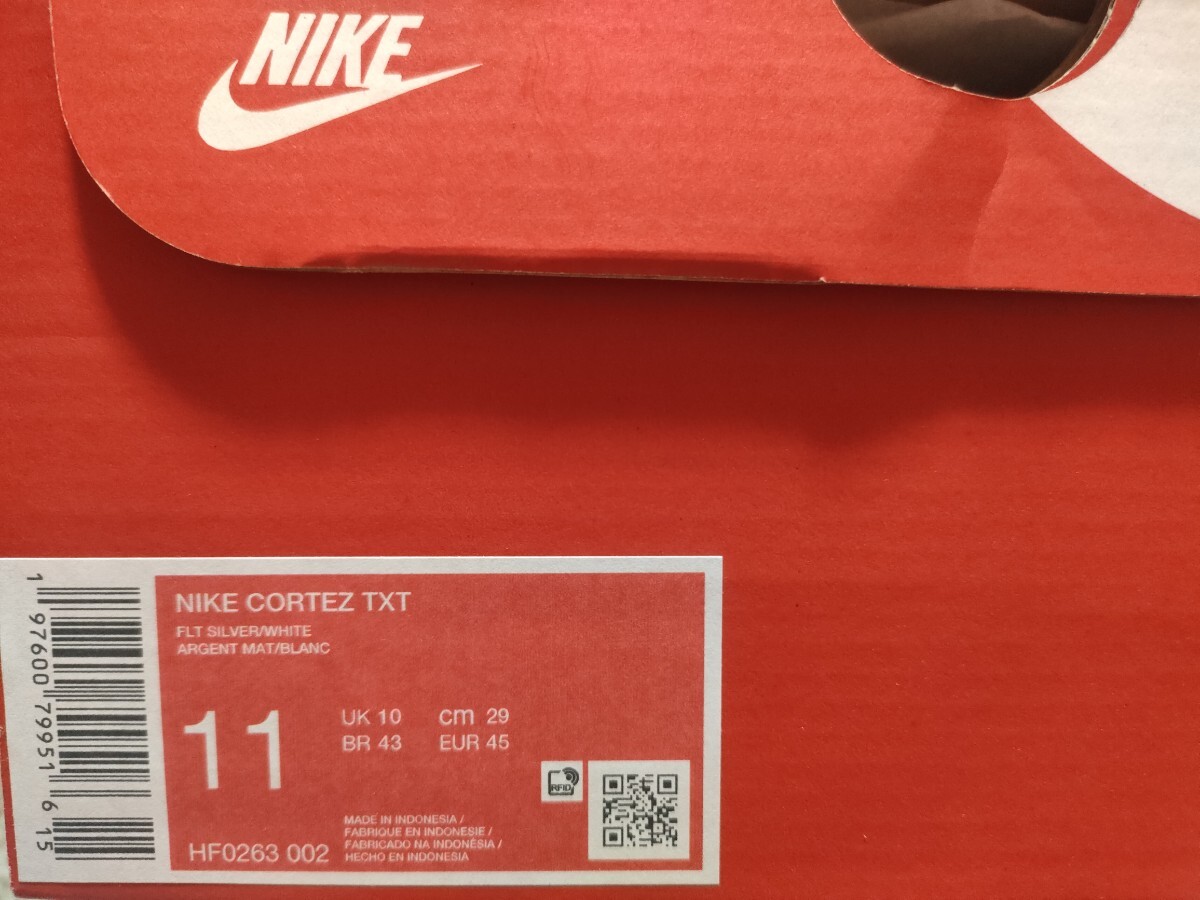 NIKE
NIKE CORTEZ TXT
FLT SILVER/WHITE
ARGENT MAT/BLANC
11
UK 10 cm 29
BR 43 EUR 45
RFID
HF0263 002
MADE IN INDONESIA /
FABRIQUE EN INDONESIE /
FABRICADO NA INDONÉSIA /
HECHO EN INDONESIA
1 97600 79951 6 15